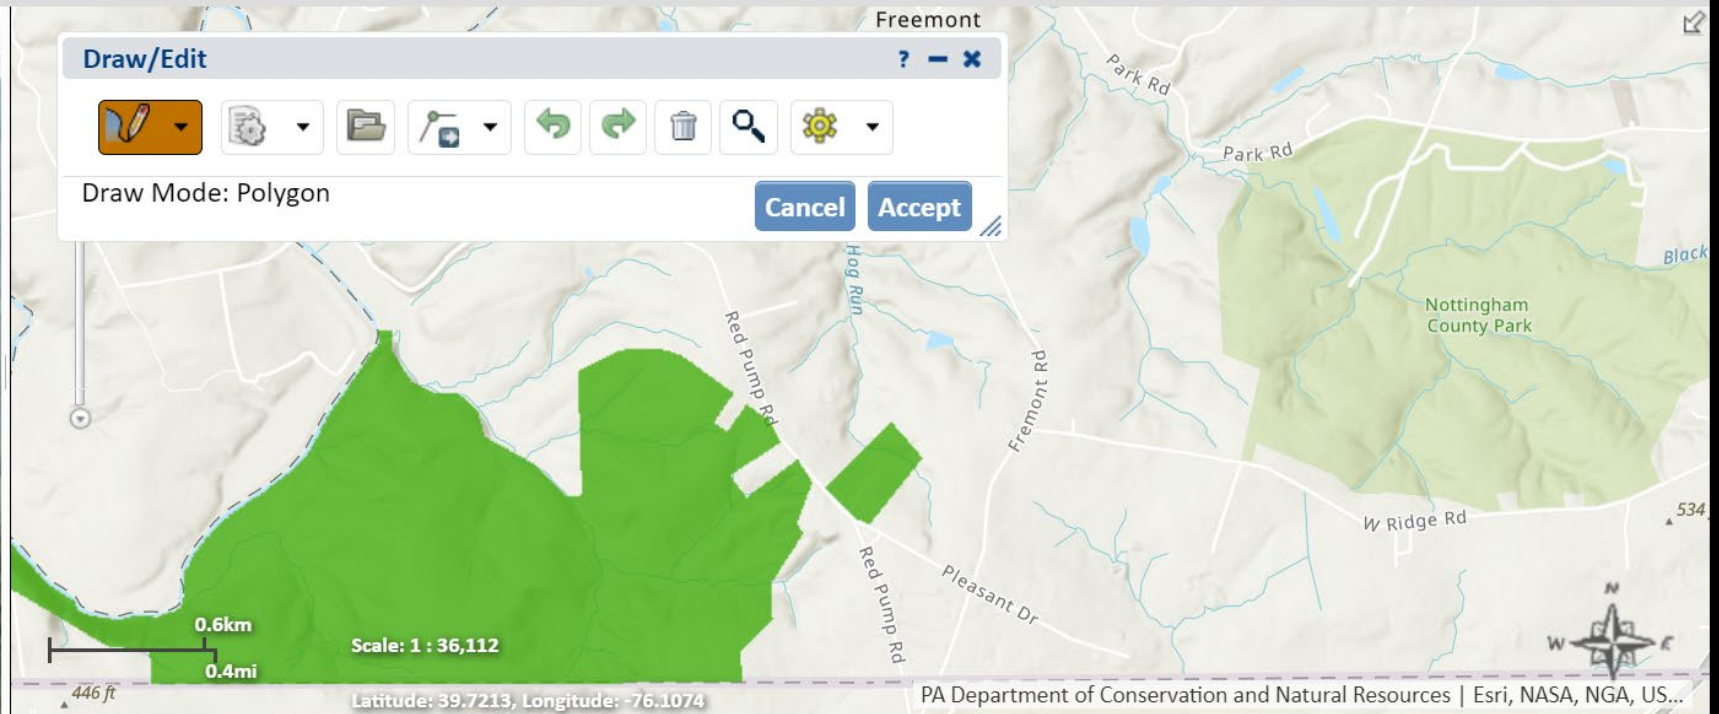 Freemont
Draw/Edit
?
Park Rd
Park Rd
Draw Mode: Polygon
Cancel
Accept
Hog Run
Black
Nottingham
County Park
Red Pump Rd
Fremont Rd
W Ridge Rd
534
Red Pump Rd
Pleasant Dr
N
W
E
0.6km
0.4mi
Scale: 1 : 36,112
446 ft
Latitude: 39.7213, Longitude: -76.1074
PA Department of Conservation and Natural Resources | Esri, NASA, NGA, US...